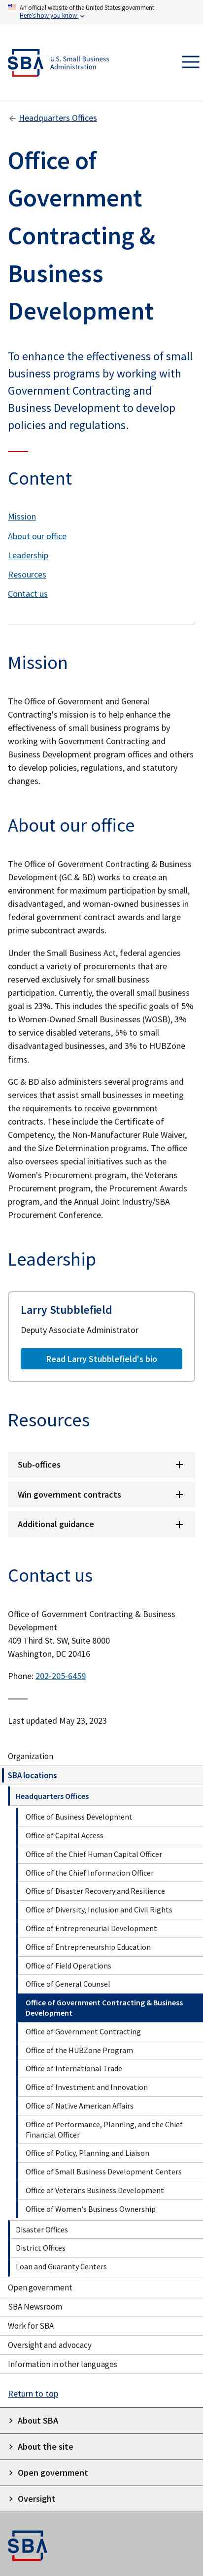 An official website of the United States government
Here's how you know
SBA
U.S. Small Business
Administration
Headquarters Offices
Office of
Government
Contracting &
Business
Development
To enhance the effectiveness of small
business programs by working with
Government Contracting and
Business Development to develop
policies and regulations.
Content
Mission
About our office
Leadership
Resources
Contact us
Mission
The Office of Government and General
Contracting's mission is to help enhance the
effectiveness of small business programs by
working with Government Contracting and
Business Development program offices and others
to develop policies, regulations, and statutory
changes.
About our office
The Office of Government Contracting & Business
Development (GC & BD) works to create an
environment for maximum participation by small,
disadvantaged, and woman-owned businesses in
federal government contract awards and large
prime subcontract awards.
Under the Small Business Act, federal agencies
conduct a variety of procurements that are
reserved exclusively for small business
participation. Currently, the overall small business
goal is 23%. This includes the specific goals of 5%
to Women-Owned Small Businesses (WOSB), 3%
to service disabled veterans, 5% to small
disadvantaged businesses, and 3% to HUBZone
firms.
GC & BD also administers several programs and
services that assist small businesses in meeting
the requirements to receive government
contracts. These include the Certificate of
Competency, the Non-Manufacturer Rule Waiver,
and the Size Determination programs. The office
also oversees special initiatives such as the
Women's Procurement program, the Veterans
Procurement program, the Procurement Awards
program, and the Annual Joint Industry/SBA
Procurement Conference.
Leadership
Larry Stubblefield
Deputy Associate Administrator
Read Larry Stubblefield's bio
Resources
Sub-offices
Win government contracts
Additional guidance
Contact us
Office of Government Contracting & Business
Development
409 Third St. SW, Suite 8000
Washington, DC 20416
Phone: 202-205-6459
Last updated May 23, 2023
Organization
SBA locations
Headquarters Offices
Office of Business Development
Office of Capital Access
Office of the Chief Human Capital Officer
Office of the Chief Information Officer
Office of Disaster Recovery and Resilience
Office of Diversity, Inclusion and Civil Rights
Office of Entrepreneurial Development
Office of Entrepreneurship Education
Office of Field Operations
Office of General Counsel
Office of Government Contracting & Business
Development
Office of Government Contracting
Office of the HUBZone Program
Office of International Trade
Office of Investment and Innovation
Office of Native American Affairs
Office of Performance, Planning, and the Chief
Financial Officer
Office of Policy, Planning and Liaison
Office of Small Business Development Centers
Office of Veterans Business Development
Office of Women's Business Ownership
Disaster Offices
District Offices
Loan and Guaranty Centers
Open government
SBA Newsroom
Work for SBA
Oversight and advocacy
Information in other languages
Return to top
About SBA
About the site
Open government
Oversight
SBA